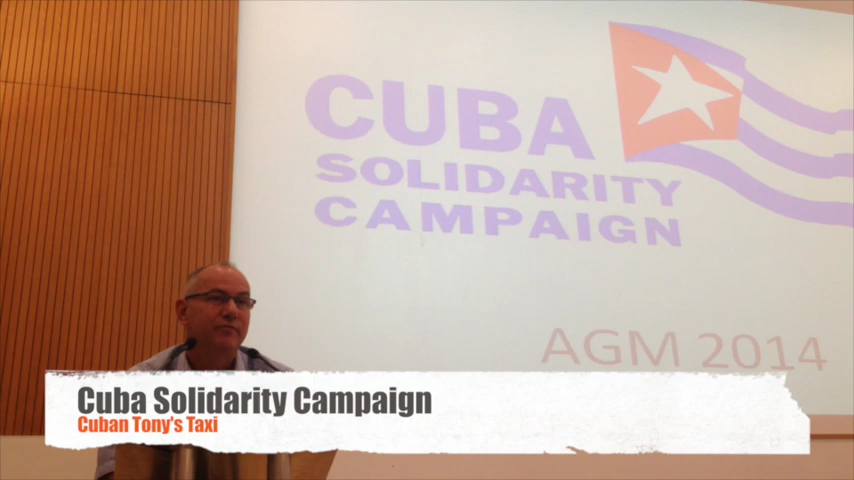 CUBA
SOLIDARITY
CAMPAIGN
AGM 2014
Cuba Solidarity Campaign
Cuban Tony's Taxi